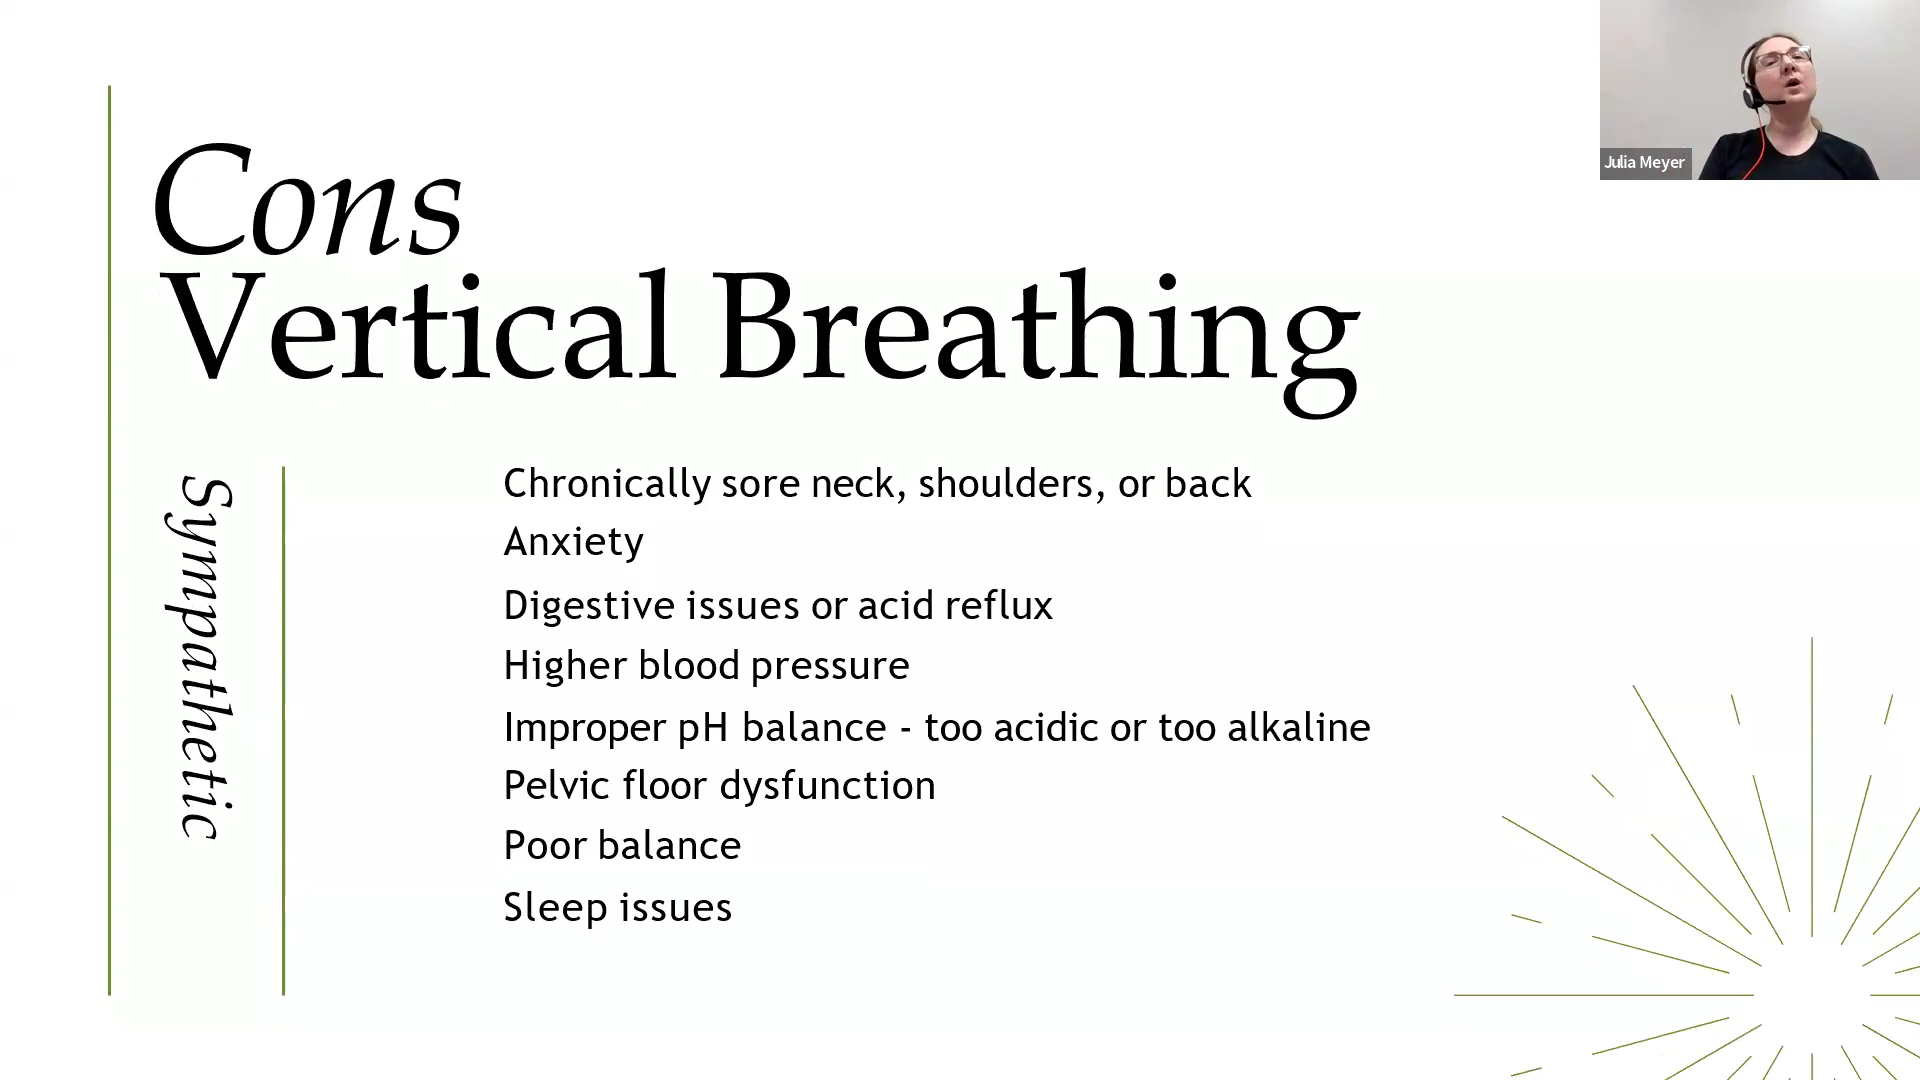 Cons
Vertical Breathing
Sympathetic
Chronically sore neck, shoulders, or back
Anxiety
Digestive issues or acid reflux
Higher blood pressure
Improper pH balance - too acidic or too alkaline
Pelvic floor dysfunction
Poor balance
Sleep issues
Julia Meyer